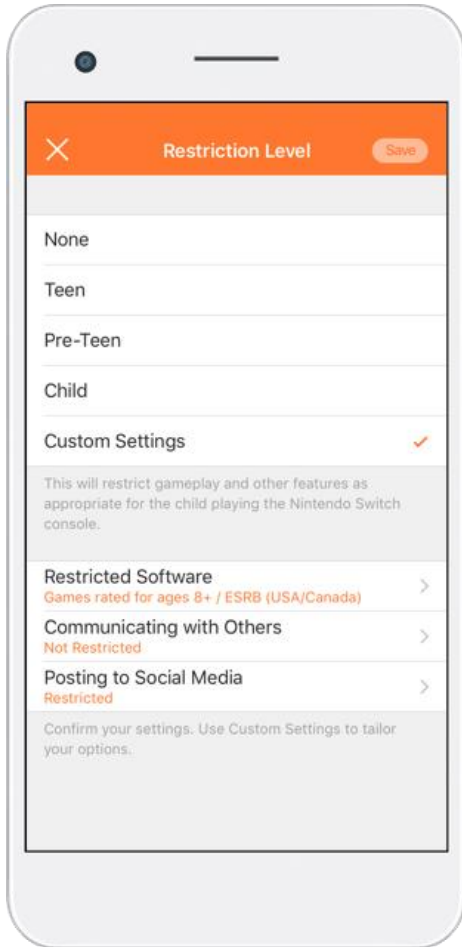 Restriction Level
Save
None
Teen
Pre-Teen
Child
Custom Settings
This will restrict gameplay and other features as
appropriate for the child playing the Nintendo Switch
console.
Restricted Software
Games rated for ages 8+ / ESRB (USA/Canada)
Communicating with Others
Not Restricted
Posting to Social Media
Restricted
Confirm your settings. Use Custom Settings to tailor
your options.